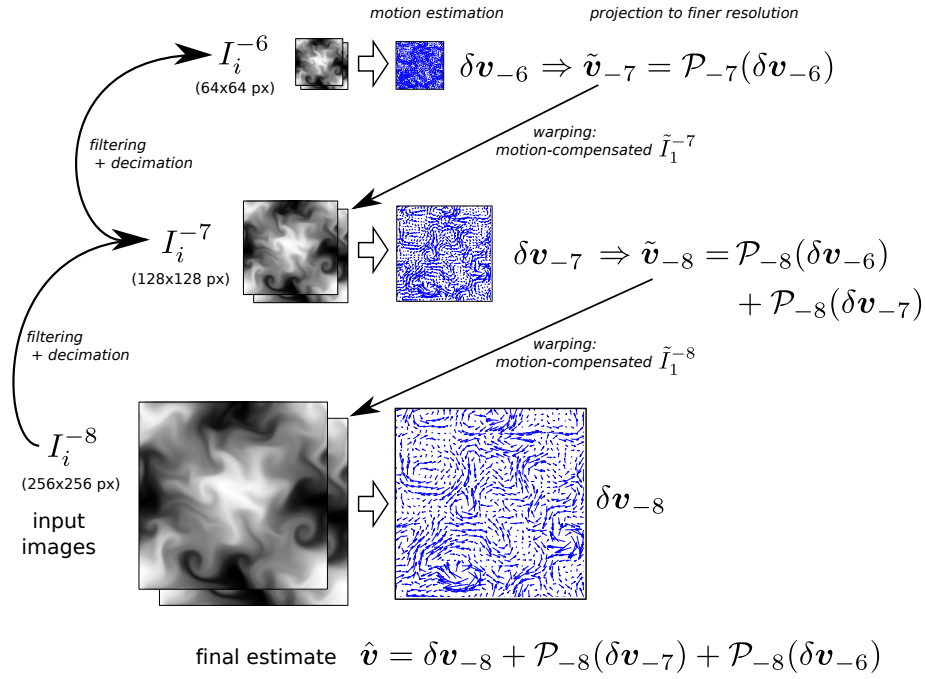 motion estimation
projection to finer resolution
I_i^{-6}
(64x64 px)
δv_{-6} ⇒ ṽ_{-7} = P_{-7}(δv_{-6})
filtering
+ decimation
warping:
motion-compensated Ĩ_1^{-7}
I_i^{-7}
(128x128 px)
δv_{-7} ⇒ ṽ_{-8} = P_{-8}(δv_{-6})
+ P_{-8}(δv_{-7})
filtering
+ decimation
warping:
motion-compensated Ĩ_1^{-8}
I_i^{-8}
(256x256 px)
input
images
δv_{-8}
final estimate v̂ = δv_{-8} + P_{-8}(δv_{-7}) + P_{-8}(δv_{-6})